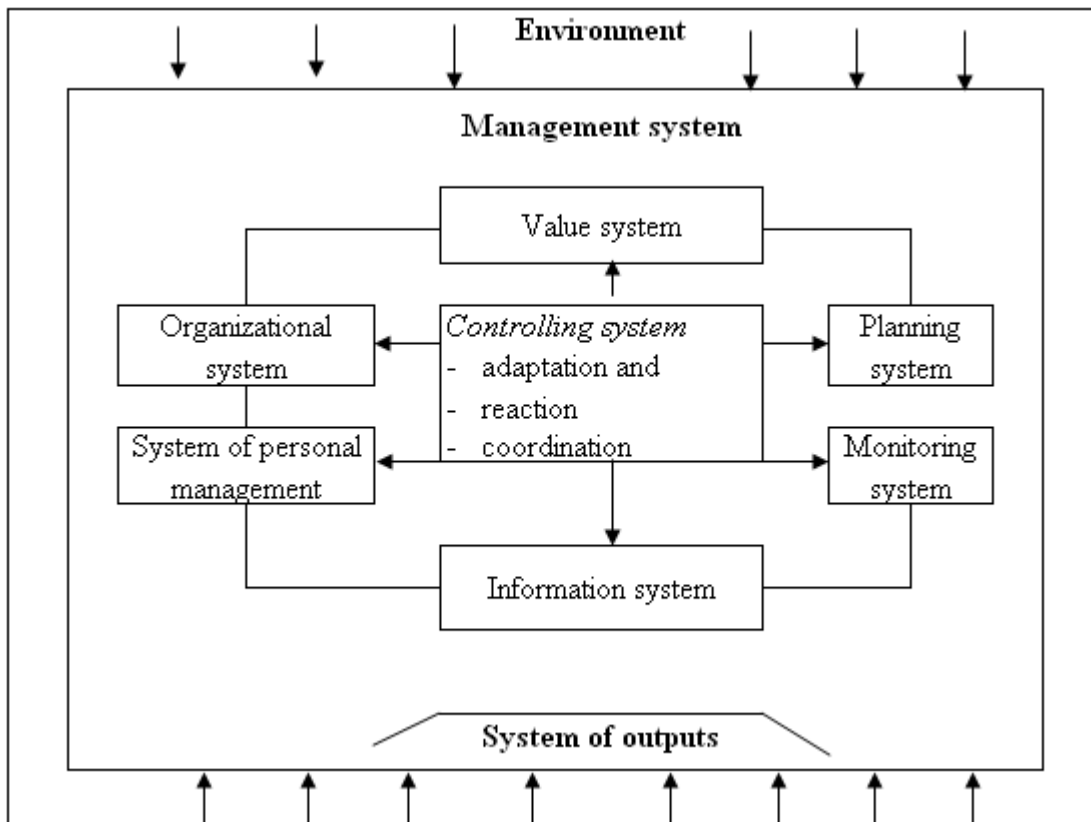 Environment
Management system
Value system
Organizational
system
Controlling system
- adaptation and
- reaction
- coordination
Planning
system
System of personal
management
Monitoring
system
Information system
System of outputs